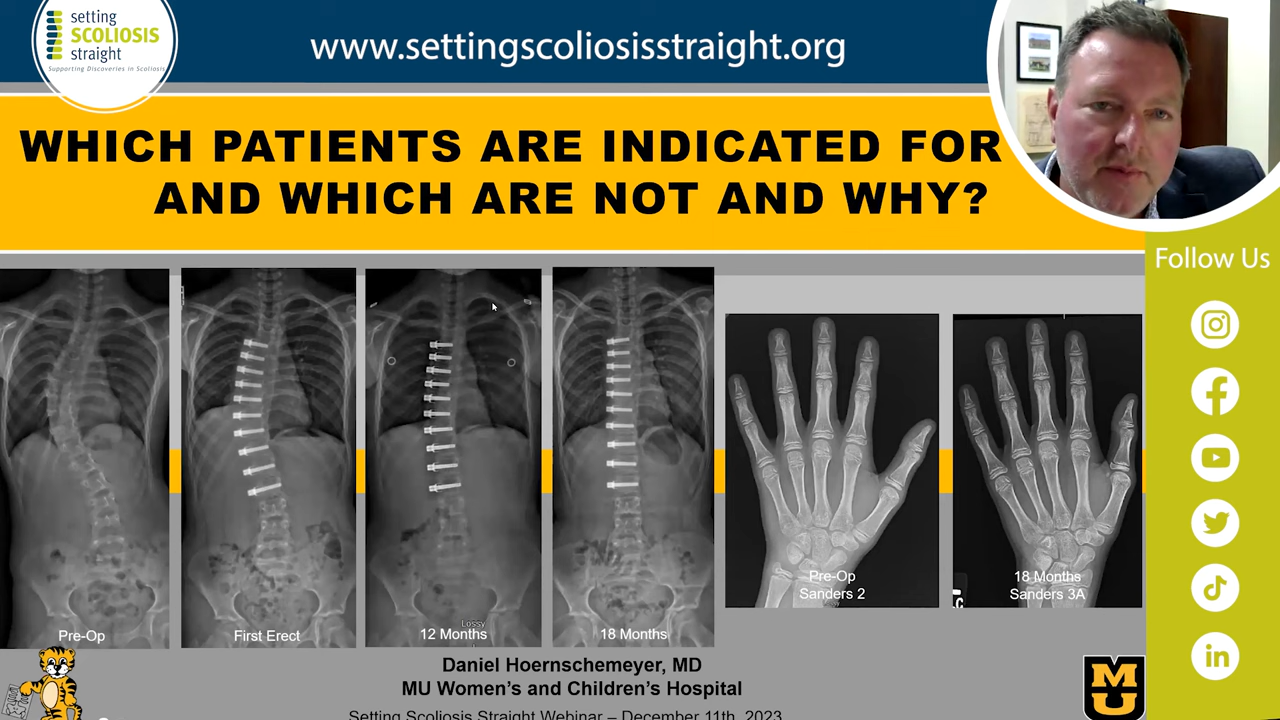 setting
SCOLIOSIS
straight
Supporting Discoveries in Scoliosis
www.settingscoliosisstraight.org
WHICH PATIENTS ARE INDICATED FOR
AND WHICH ARE NOT AND WHY?
Follow Us
Pre-Op
First Erect
Lossy
12 Months
18 Months
Pre-Op
Sanders 2
18 Months
Sanders 3A
Daniel Hoernschemeyer, MD
MU Women's and Children's Hospital
Setting Scoliosis Straight Webinar – December 11th, 2023
MU